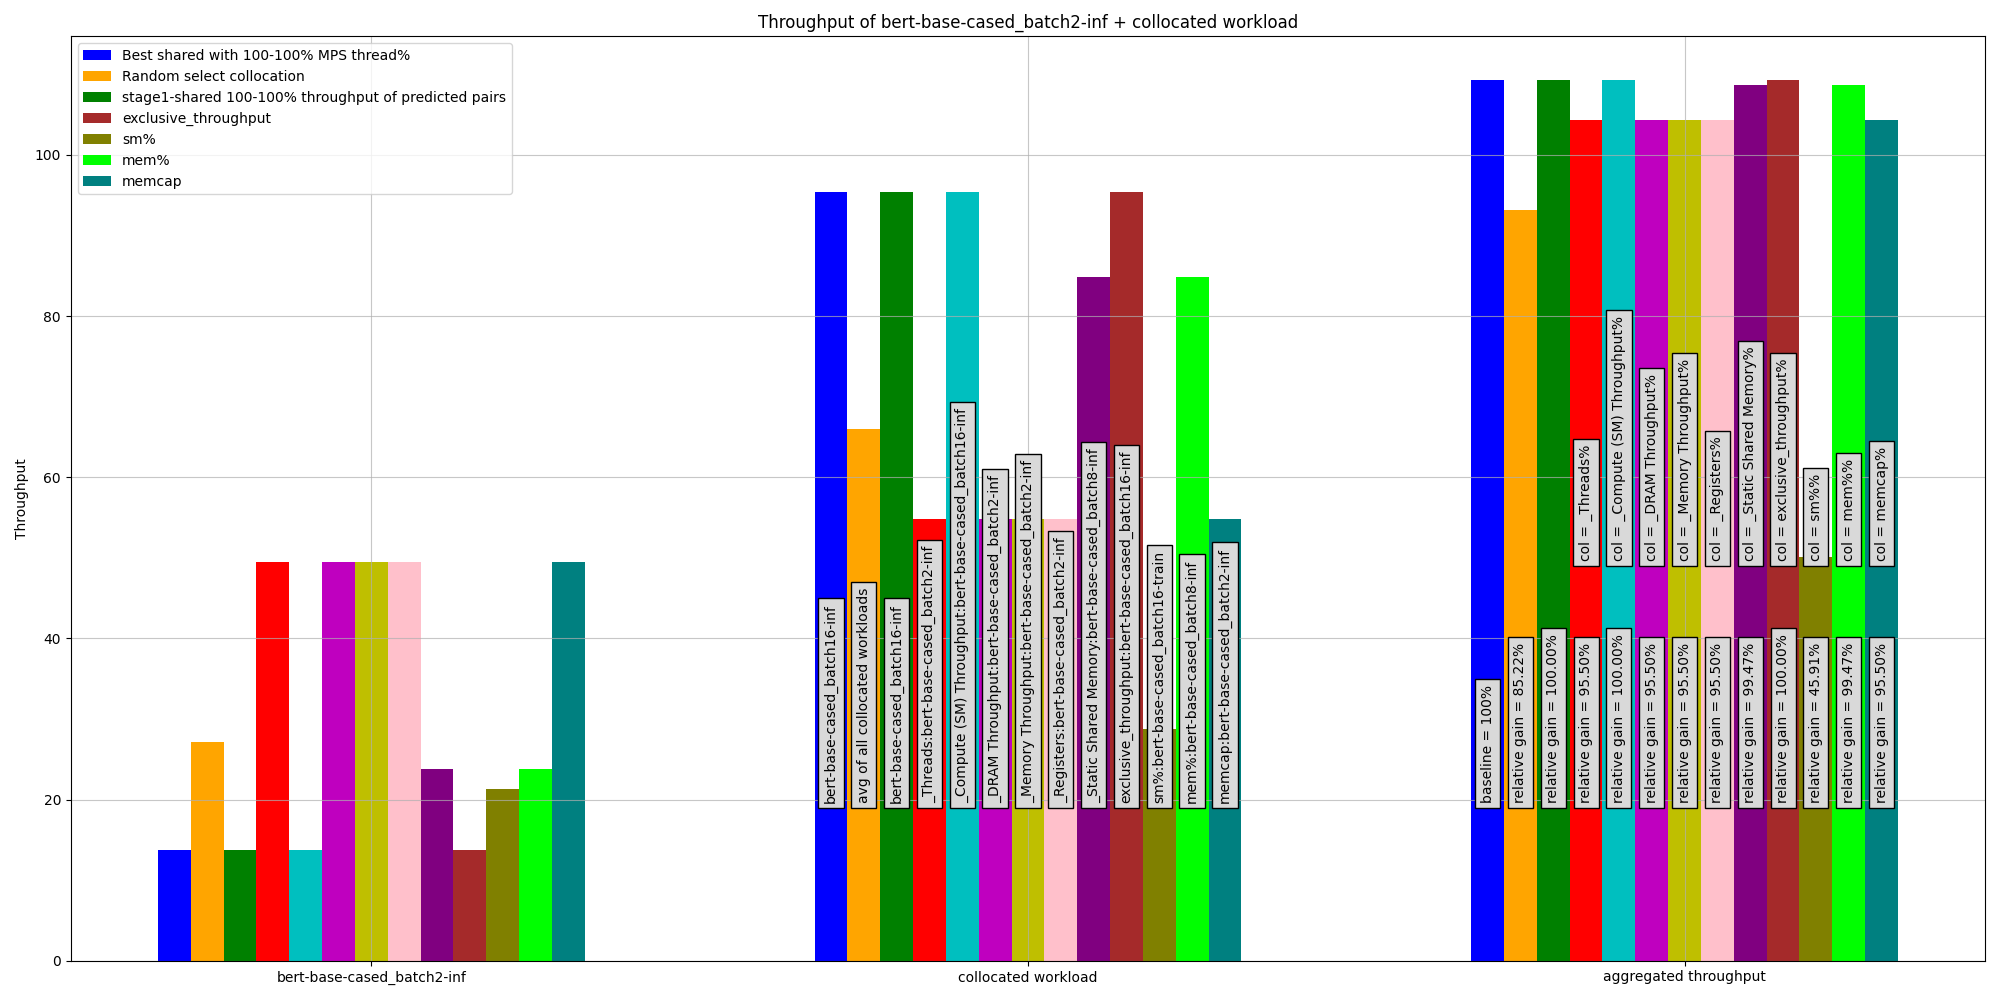 Throughput of bert-base-cased_batch2-inf + collocated workload
Best shared with 100-100% MPS thread%
Random select collocation
stage1-shared 100-100% throughput of predicted pairs
exclusive_throughput
sm%
mem%
memcap
Throughput
100
80
60
40
20
0
bert-base-cased_batch16-inf
avg of all collocated workloads
bert-base-cased_batch16-inf
_Threads:bert-base-cased_batch2-inf
_Compute (SM) Throughput:bert-base-cased_batch16-inf
_DRAM Throughput:bert-base-cased_batch2-inf
_Memory Throughput:bert-base-cased_batch2-inf
_Registers:bert-base-cased_batch2-inf
_Static Shared Memory:bert-base-cased_batch8-inf
exclusive_throughput:bert-base-cased_batch16-inf
sm%:bert-base-cased_batch16-train
mem%:bert-base-cased_batch8-inf
memcap:bert-base-cased_batch2-inf
col = _Threads%
col = _Compute (SM) Throughput%
col = _DRAM Throughput%
col = _Memory Throughput%
col = _Registers%
col = _Static Shared Memory%
col = exclusive_throughput%
col = sm%%
col = mem%%
col = memcap%
baseline = 100%
relative gain = 85.22%
relative gain = 100.00%
relative gain = 95.50%
relative gain = 100.00%
relative gain = 95.50%
relative gain = 95.50%
relative gain = 95.50%
relative gain = 99.47%
relative gain = 100.00%
relative gain = 45.91%
relative gain = 99.47%
relative gain = 95.50%
bert-base-cased_batch2-inf
collocated workload
aggregated throughput